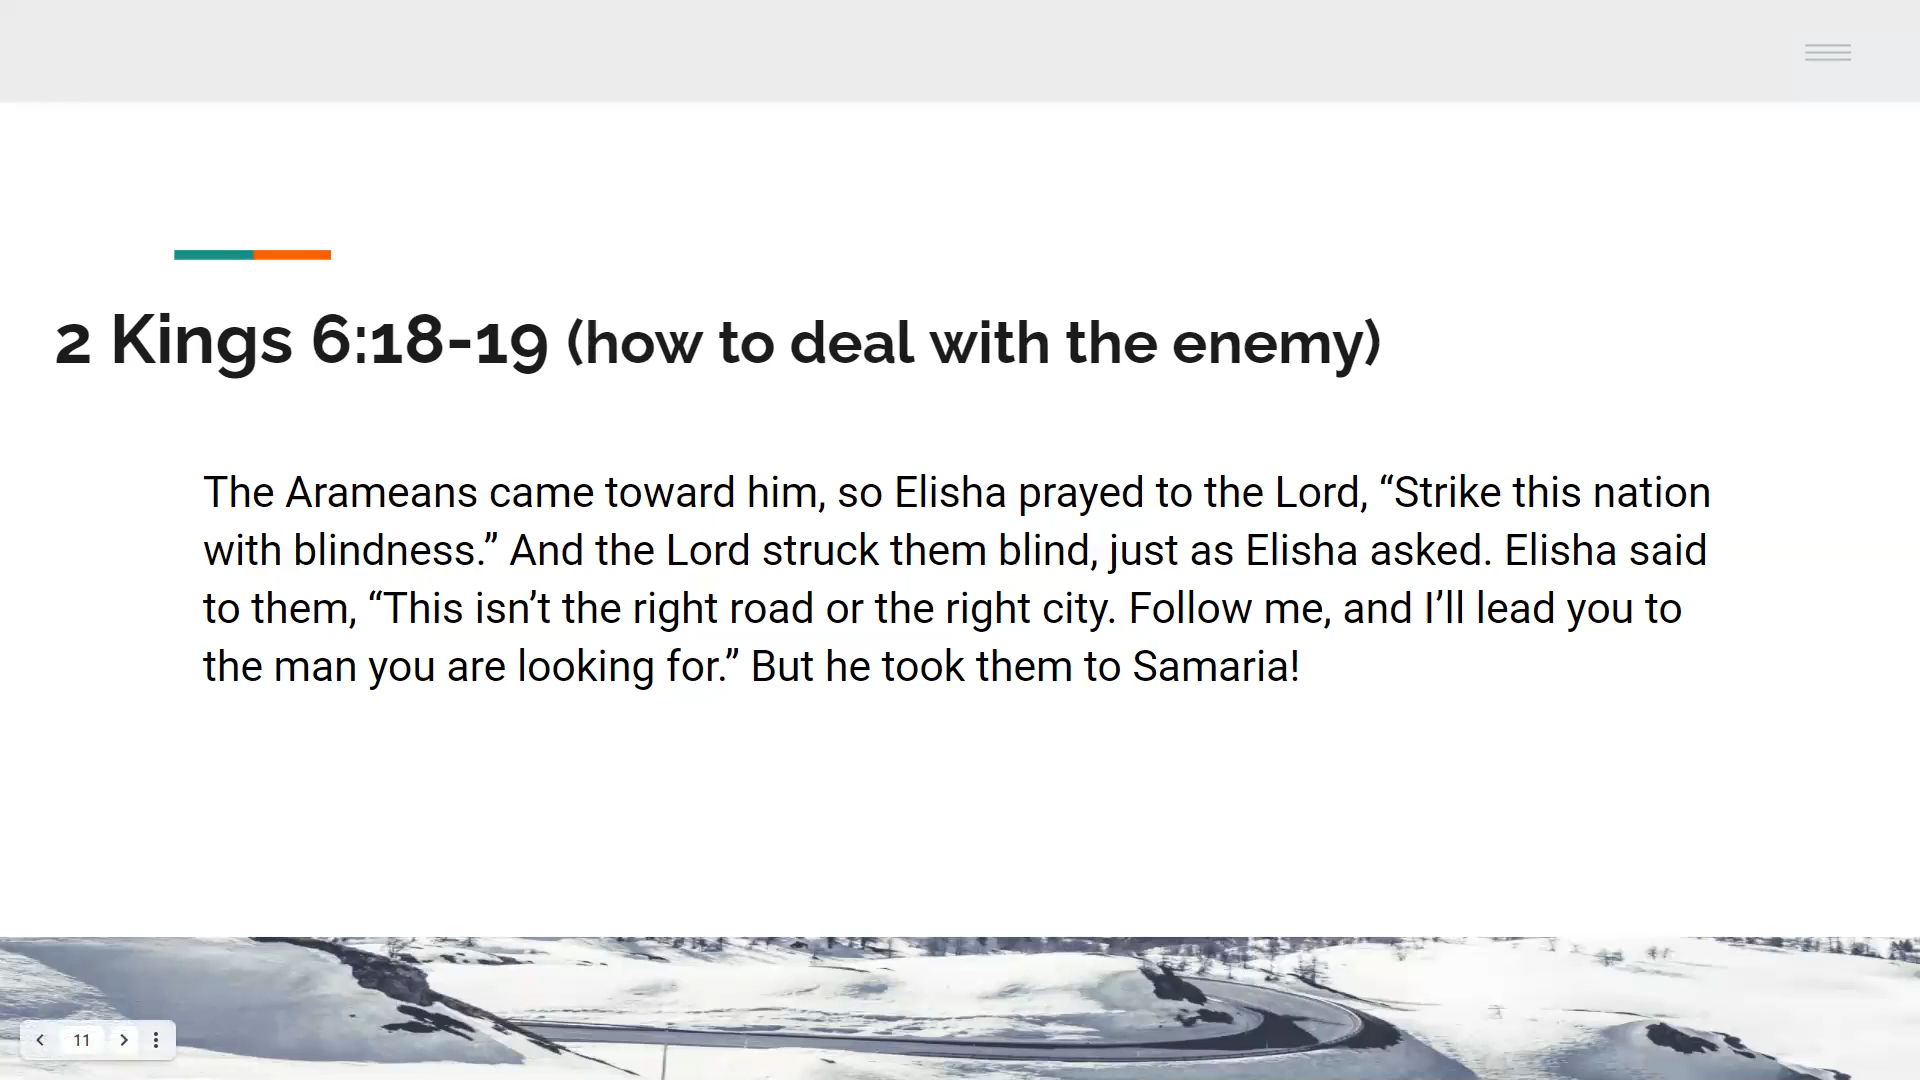 2 Kings 6:18-19 (how to deal with the enemy)
The Arameans came toward him, so Elisha prayed to the Lord, “Strike this nation
with blindness.” And the Lord struck them blind, just as Elisha asked. Elisha said
to them, “This isn’t the right road or the right city. Follow me, and I’ll lead you to
the man you are looking for.” But he took them to Samaria!
11